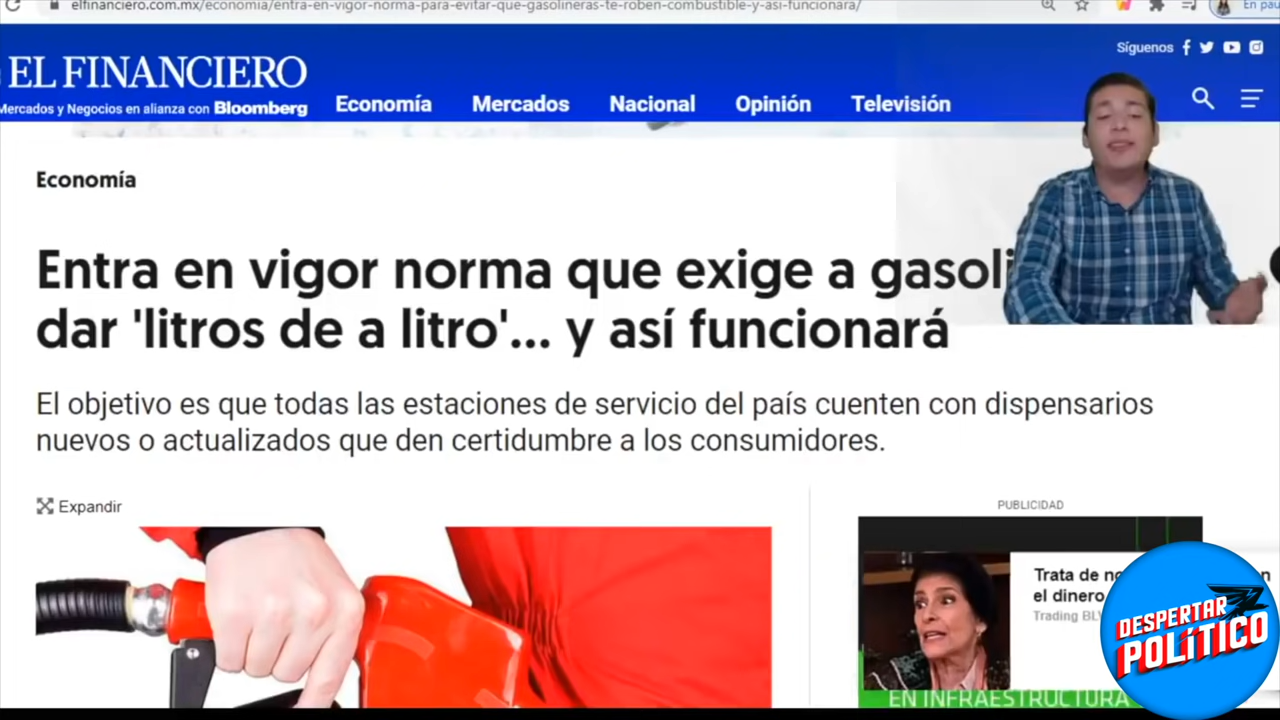 elfinanciero.com.mx/economia/entra-en-vigor-norma-para-evitar-que-gasolineras-te-roben-combustible-y-asi-funcionara/
En pau
Síguenos
EL FINANCIERO
Mercados y Negocios en alianza con Bloomberg
Economía Mercados Nacional Opinión Televisión
Economía
Entra en vigor norma que exige a gasoli
dar 'litros de a litro'... y así funcionará
El objetivo es que todas las estaciones de servicio del país cuenten con dispensarios
nuevos o actualizados que den certidumbre a los consumidores.
Expandir
PUBLICIDAD
Trata de no
el dinero
Trading BLV
EN INFRAESTRUCTURA
DESPERTAR
POLÍTICO